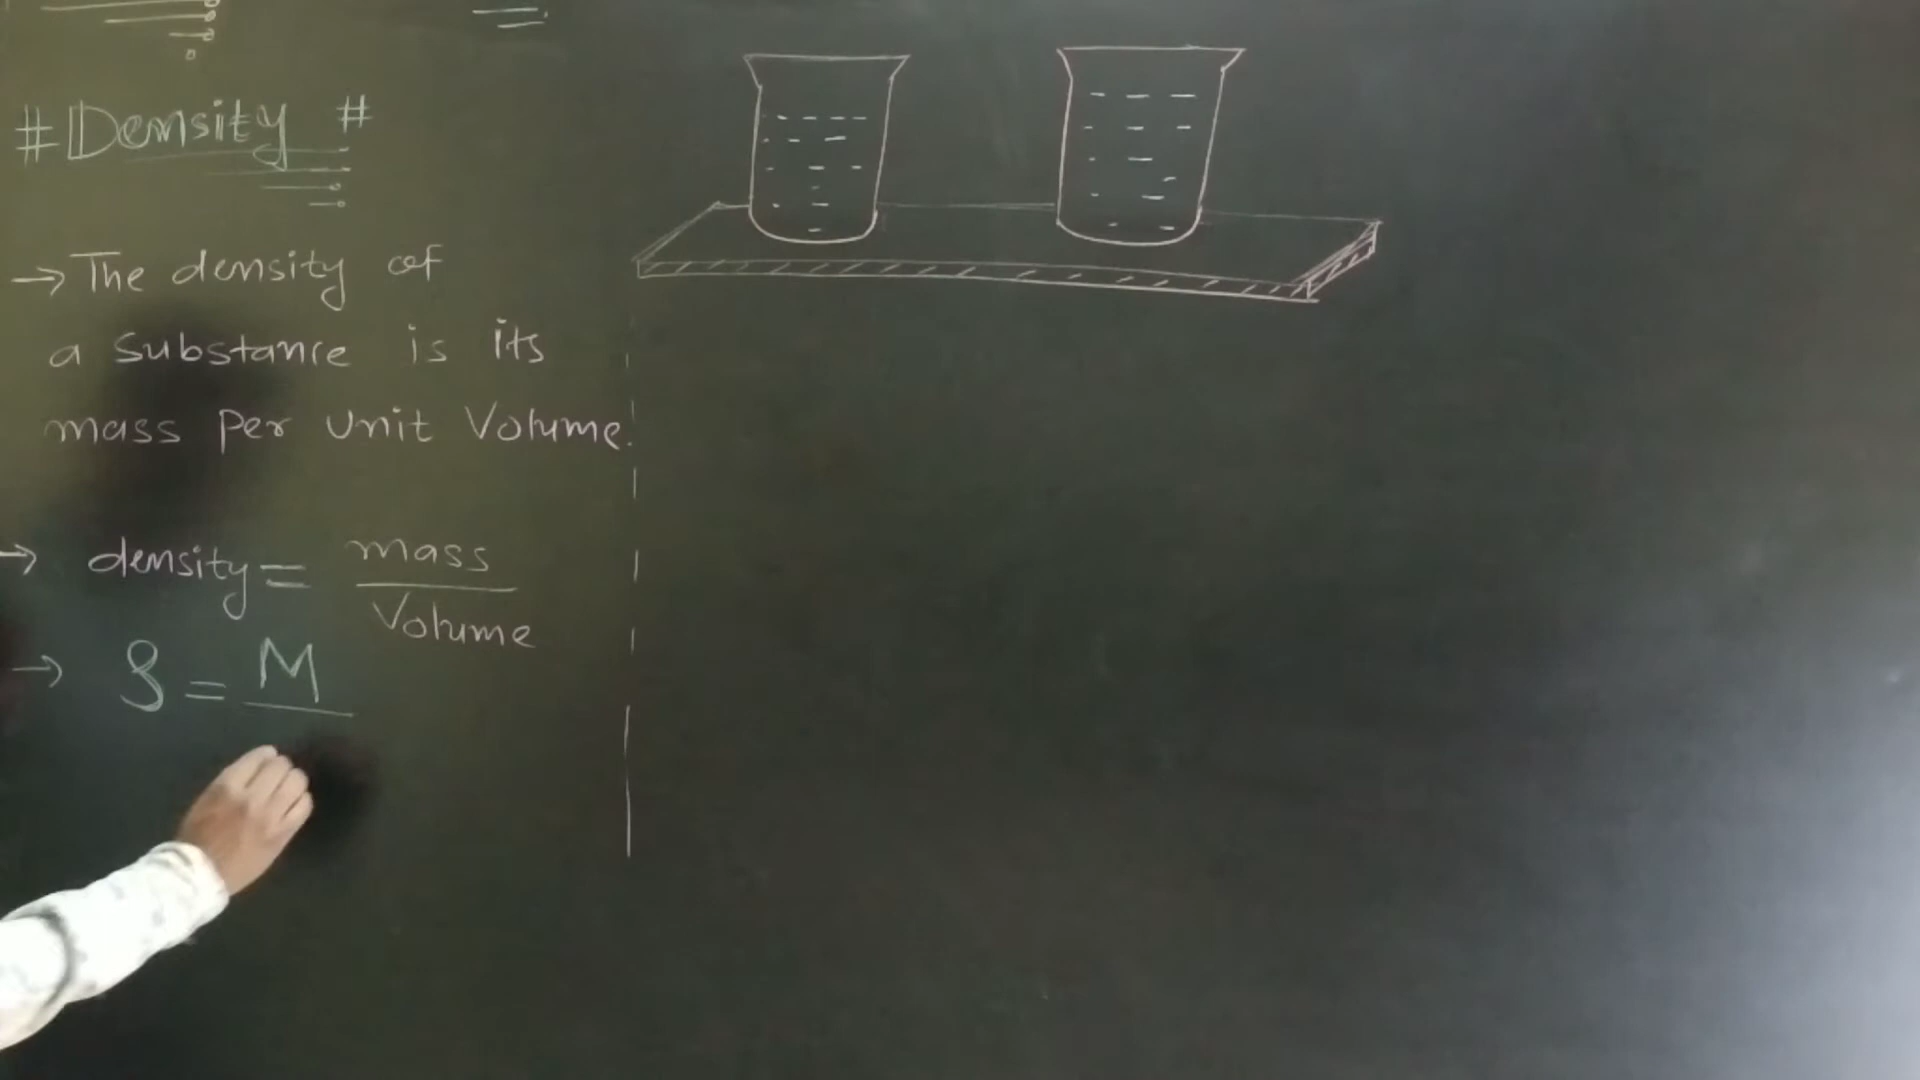 # Density #
→ The density of
a substance is its
mass per unit Volume.
→ density = mass
Volume
→ ρ = M